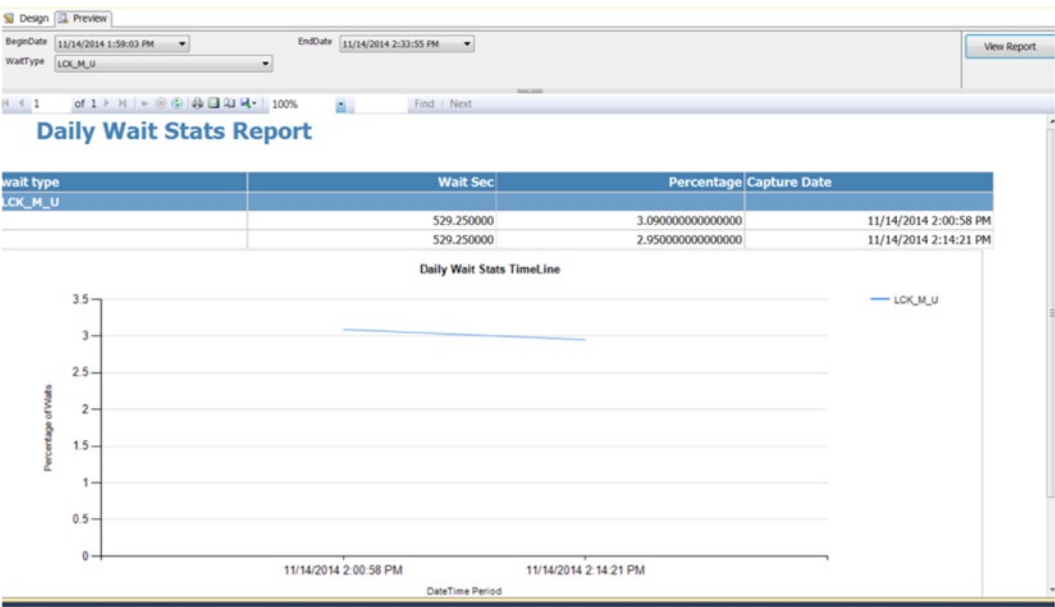 Design Preview
BeginDate 11/14/2014 1:59:03 PM EndDate 11/14/2014 2:33:55 PM View Report
WaitType LCK_M_U
1 of 1 100% Find | Next
Daily Wait Stats Report
wait type Wait Sec Percentage Capture Date
LCK_M_U
529.250000 3.090000000000000 11/14/2014 2:00:58 PM
529.250000 2.950000000000000 11/14/2014 2:14:21 PM
Daily Wait Stats TimeLine
LCK_M_U
3.5
3
2.5
2
1.5
1
0.5
0
Percentage of Waits
11/14/2014 2:00:58 PM 11/14/2014 2:14:21 PM
DateTime Period